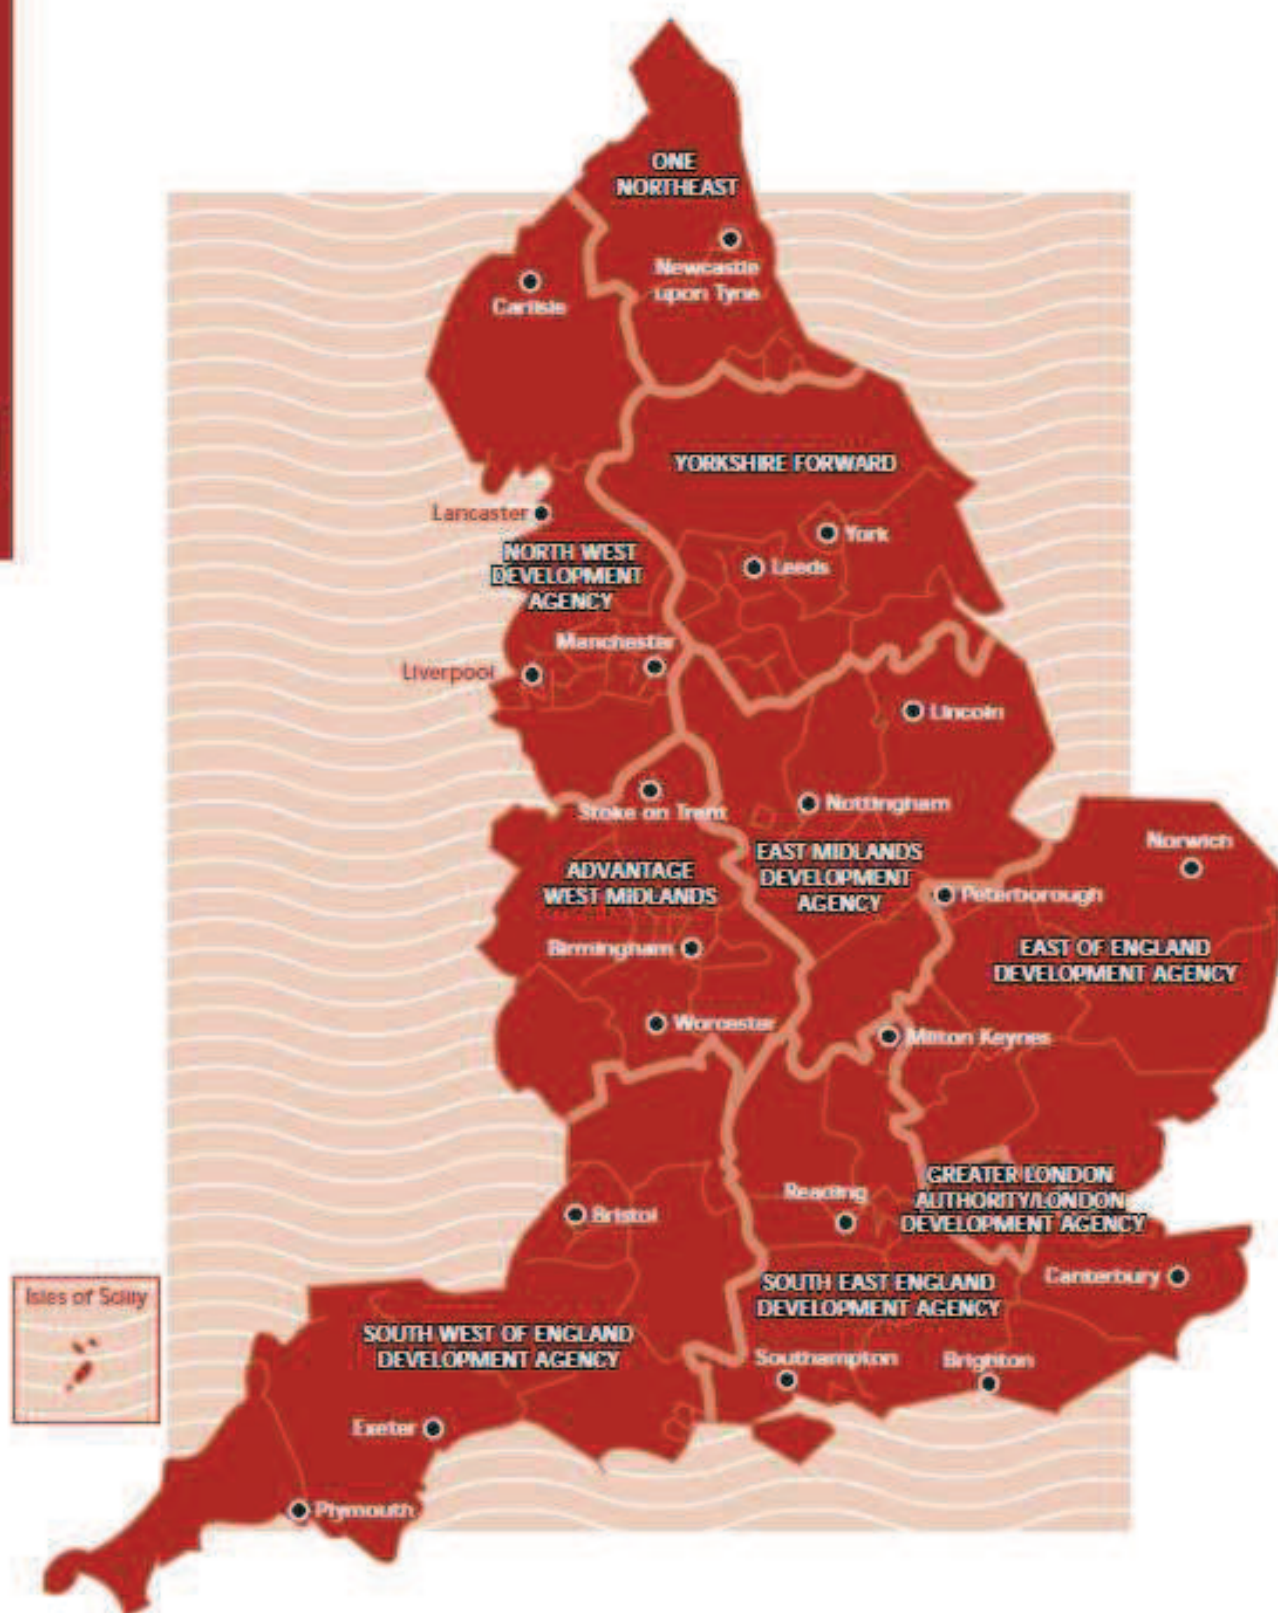 ONE
NORTHEAST
Newcastle
upon Tyne
Carlisle
YORKSHIRE FORWARD
Lancaster
York
NORTH WEST
DEVELOPMENT
AGENCY
Leeds
Manchester
Liverpool
Lincoln
Stoke on Trent
Nottingham
Norwich
EAST MIDLANDS
DEVELOPMENT
AGENCY
ADVANTAGE
WEST MIDLANDS
Peterborough
Birmingham
EAST OF ENGLAND
DEVELOPMENT AGENCY
Worcester
Milton Keynes
GREATER LONDON
AUTHORITY/LONDON
DEVELOPMENT AGENCY
Reading
Bristol
Canterbury
SOUTH EAST ENGLAND
DEVELOPMENT AGENCY
Isles of Scilly
SOUTH WEST OF ENGLAND
DEVELOPMENT AGENCY
Southampton
Brighton
Exeter
Plymouth